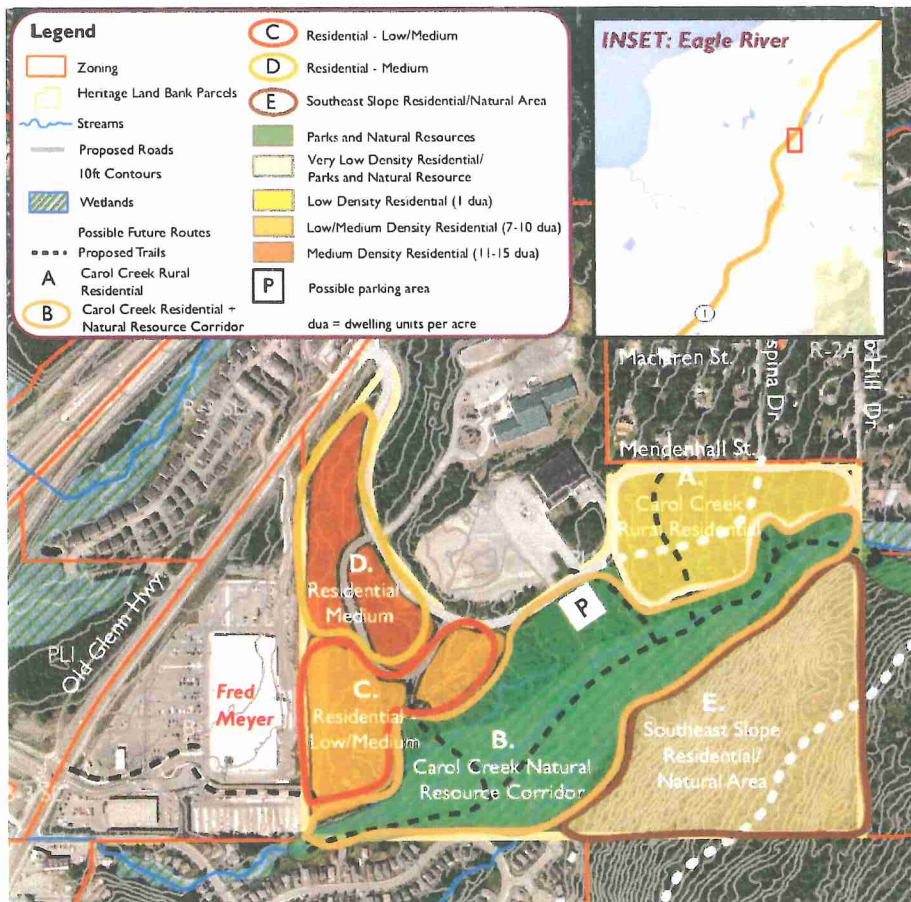 Legend
Zoning
Heritage Land Bank Parcels
Streams
Proposed Roads
10ft Contours
Wetlands
Possible Future Routes
Proposed Trails
A Carol Creek Rural
Residential
B Carol Creek Residential +
Natural Resource Corridor
C Residential - Low/Medium
D Residential - Medium
E Southeast Slope Residential/Natural Area
Parks and Natural Resources
Very Low Density Residential/
Parks and Natural Resource
Low Density Residential (1 dua)
Low/Medium Density Residential (7-10 dua)
Medium Density Residential (11-15 dua)
P Possible parking area
dua = dwelling units per acre
INSET: Eagle River
1
Maclaren St.
R-2A
spina Dr
Hill Dr
Mendenhall St.
A.
Carol Creek
Rural Residential
D.
Residential
Medium
P
Old Glenn Hwy
PLI
Fred
Meyer
C.
Residential -
Low/Medium
B.
Carol Creek Natural
Resource Corridor
E.
Southeast Slope
Residential/
Natural Area